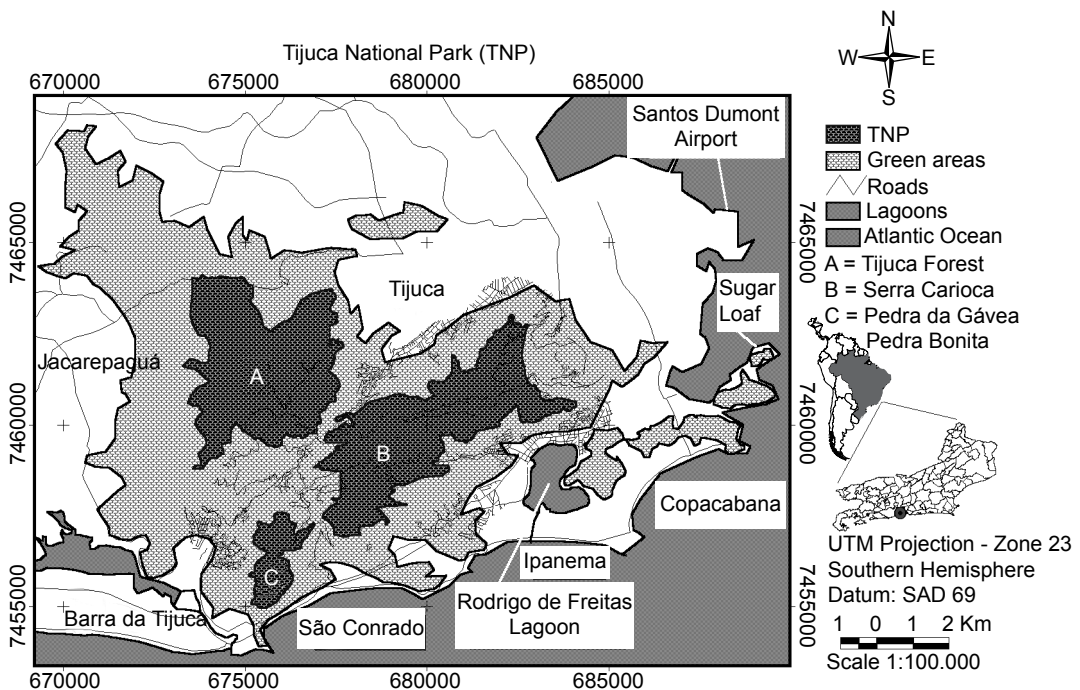 Tijuca National Park (TNP)
670000
675000
680000
685000
N
W
E
S
Santos Dumont
Airport
TNP
Green areas
Roads
Lagoons
Atlantic Ocean
A = Tijuca Forest
B = Serra Carioca
C = Pedra da Gávea
Pedra Bonita
7465000
7465000
Tijuca
Sugar
Loaf
Jacarepaguá
A
7460000
7460000
B
Copacabana
Ipanema
C
Rodrigo de Freitas
Lagoon
7455000
7455000
Barra da Tijuca
São Conrado
670000
675000
680000
685000
UTM Projection - Zone 23
Southern Hemisphere
Datum: SAD 69
1 0 1 2 Km
Scale 1:100.000